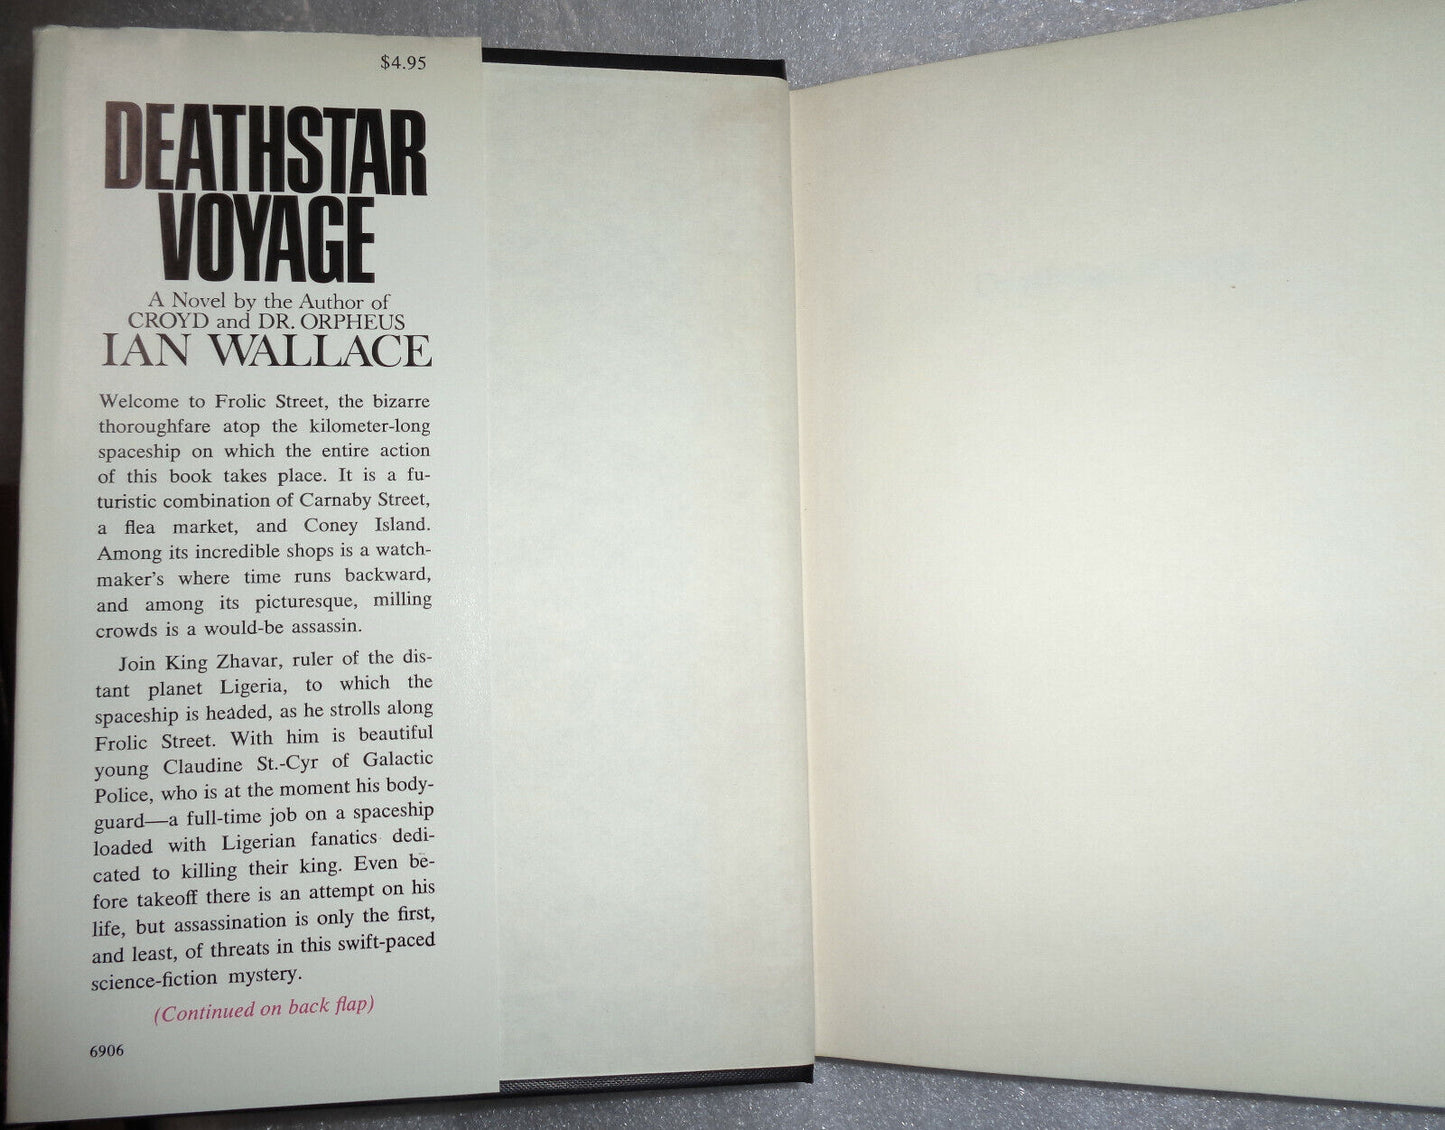 $4.95
DEATHSTAR
VOYAGE
A Novel by the Author of
CROYD and DR. ORPHEUS
IAN WALLACE
Welcome to Frolic Street, the bizarre
thoroughfare atop the kilometer-long
spaceship on which the entire action
of this book takes place. It is a fu-
turistic combination of Carnaby Street,
a flea market, and Coney Island.
Among its incredible shops is a watch-
maker's where time runs backward,
and among its picturesque, milling
crowds is a would-be assassin.
Join King Zhavar, ruler of the dis-
tant planet Ligeria, to which the
spaceship is headed, as he strolls along
Frolic Street. With him is beautiful
young Claudine St.-Cyr of Galactic
Police, who is at the moment his body-
guard—a full-time job on a spaceship
loaded with Ligerian fanatics dedi-
cated to killing their king. Even be-
fore takeoff there is an attempt on his
life, but assassination is only the first,
and least, of threats in this swift-paced
science-fiction mystery.
(Continued on back flap)
6906